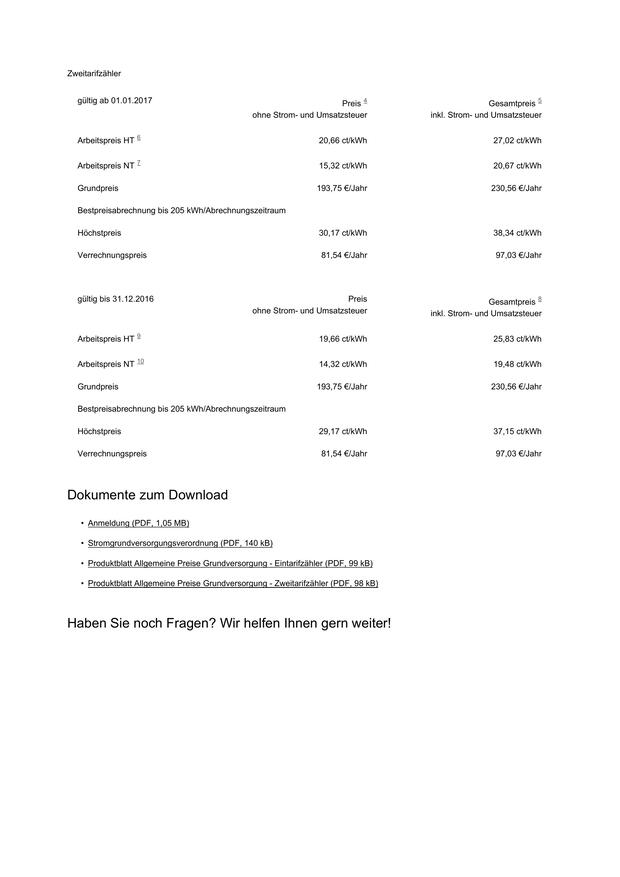 Zweitarifzähler
gültig ab 01.01.2017 Preis 4 Gesamtpreis 5
ohne Strom- und Umsatzsteuer inkl. Strom- und Umsatzsteuer
Arbeitspreis HT 6 20,66 ct/kWh 27,02 ct/kWh
Arbeitspreis NT 7 15,32 ct/kWh 20,67 ct/kWh
Grundpreis 193,75 €/Jahr 230,56 €/Jahr
Bestpreisabrechnung bis 205 kWh/Abrechnungszeitraum
Höchstpreis 30,17 ct/kWh 38,34 ct/kWh
Verrechnungspreis 81,54 €/Jahr 97,03 €/Jahr
gültig bis 31.12.2016 Preis Gesamtpreis 8
ohne Strom- und Umsatzsteuer inkl. Strom- und Umsatzsteuer
Arbeitspreis HT 9 19,66 ct/kWh 25,83 ct/kWh
Arbeitspreis NT 10 14,32 ct/kWh 19,48 ct/kWh
Grundpreis 193,75 €/Jahr 230,56 €/Jahr
Bestpreisabrechnung bis 205 kWh/Abrechnungszeitraum
Höchstpreis 29,17 ct/kWh 37,15 ct/kWh
Verrechnungspreis 81,54 €/Jahr 97,03 €/Jahr
Dokumente zum Download
• Anmeldung (PDF, 1,05 MB)
• Stromgrundversorgungsverordnung (PDF, 140 kB)
• Produktblatt Allgemeine Preise Grundversorgung - Eintarifzähler (PDF, 99 kB)
• Produktblatt Allgemeine Preise Grundversorgung - Zweitarifzähler (PDF, 98 kB)
Haben Sie noch Fragen? Wir helfen Ihnen gern weiter!